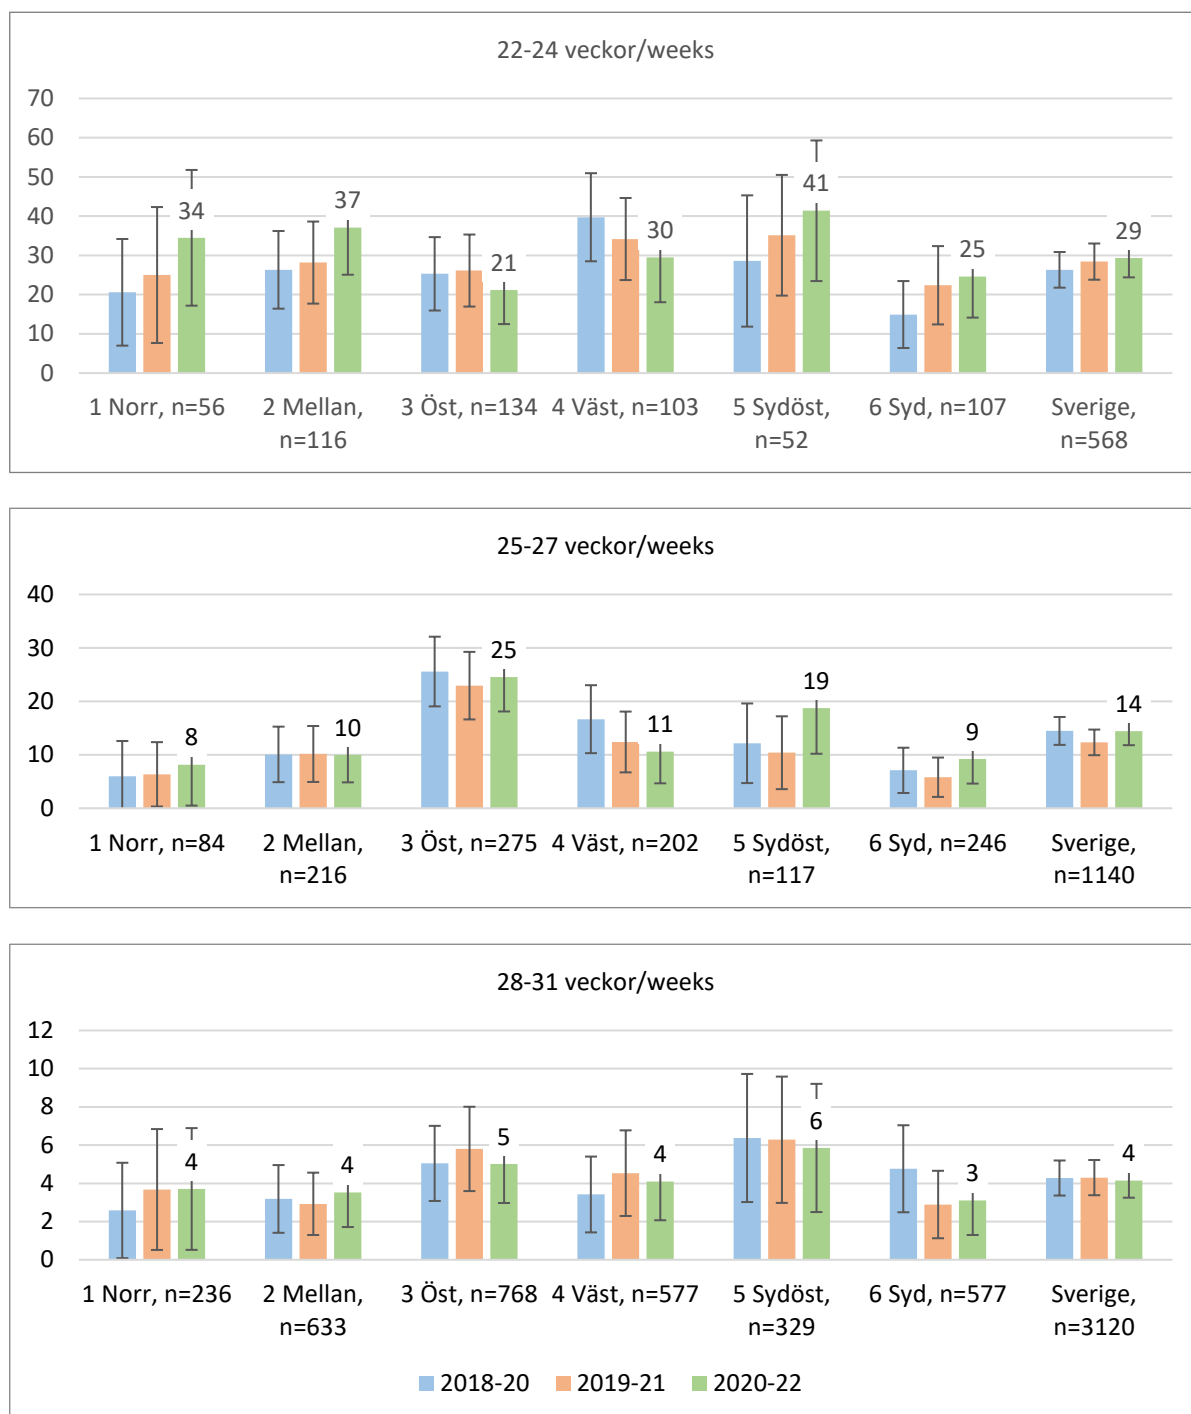 22-24 veckor/weeks
70
60
50
40
30
20
10
0
34
37
21
30
41
25
29
1 Norr, n=56
2 Mellan,
n=116
3 Öst, n=134
4 Väst, n=103
5 Sydöst,
n=52
6 Syd, n=107
Sverige,
n=568
25-27 veckor/weeks
40
30
20
10
0
8
10
25
11
19
9
14
1 Norr, n=84
2 Mellan,
n=216
3 Öst, n=275
4 Väst, n=202
5 Sydöst,
n=117
6 Syd, n=246
Sverige,
n=1140
28-31 veckor/weeks
12
10
8
6
4
2
0
4
4
5
4
6
3
4
1 Norr, n=236
2 Mellan,
n=633
3 Öst, n=768
4 Väst, n=577
5 Sydöst,
n=329
6 Syd, n=577
Sverige,
n=3120
2018-20
2019-21
2020-22